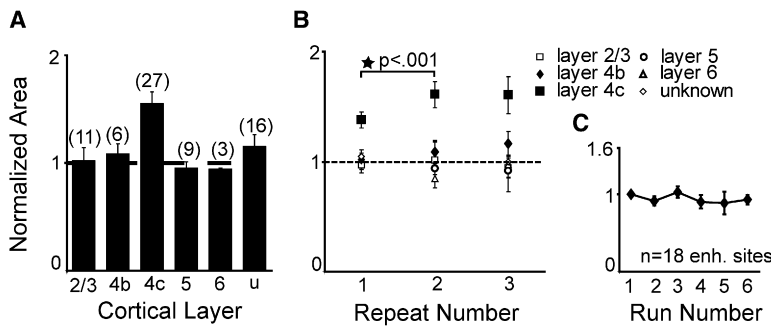 A
2
1
0
Normalized Area
(11)
(6)
(27)
(9)
(3)
(16)
2/3 4b 4c 5 6 u
Cortical Layer
B
2
1
0
★ p<.001
1 2 3
Repeat Number
layer 2/3
layer 4b
layer 4c
layer 5
layer 6
unknown
C
1.6
1
0
n=18 enh. sites
1 2 3 4 5 6
Run Number